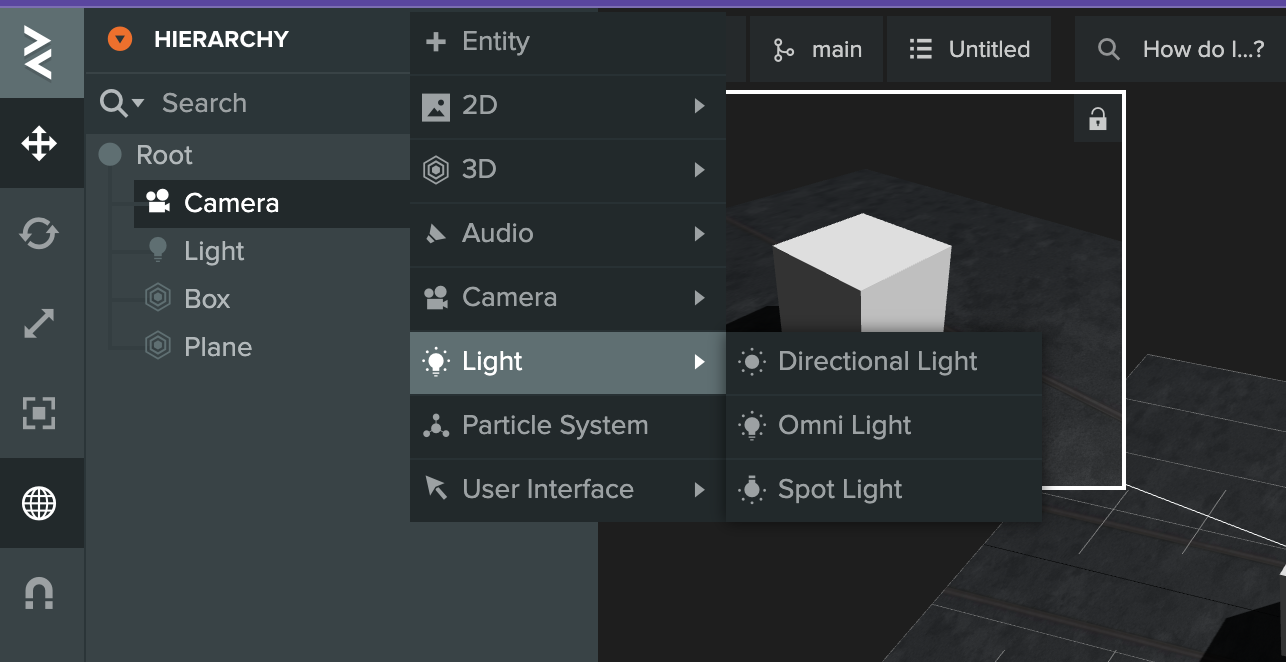 HIERARCHY
Search
Root
Camera
Light
Box
Plane
Entity
2D
3D
Audio
Camera
Light
Particle System
User Interface
Directional Light
Omni Light
Spot Light
main
Untitled
How do I...?